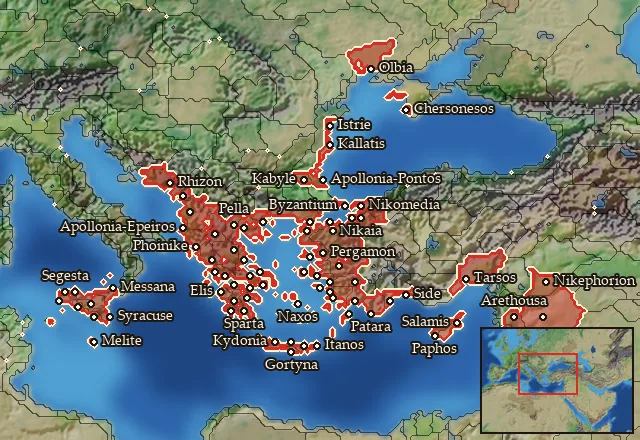 Olbia
Chersonesos
Istrie
Kallatis
Rhizon
Kabyle
Apollonia-Pontos
Pella
Byzantium
Nikomedia
Apollonia-Epeiros
Nikaia
Phoinike
Pergamon
Segesta
Messana
Tarsos
Nikephorion
Elis
Side
Arethousa
Syracuse
Sparta
Naxos
Patara
Salamis
Melite
Kydonia
Itanos
Paphos
Gortyna